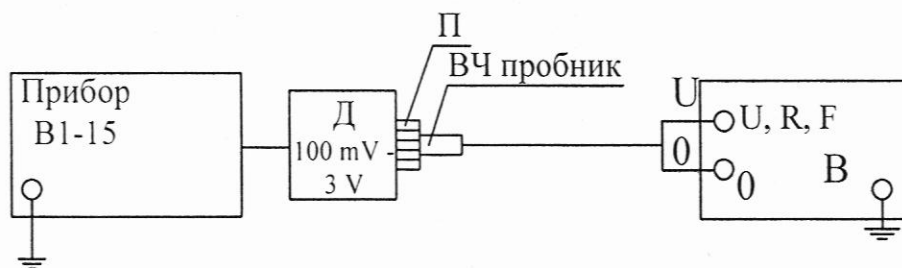 П
ВЧ пробник
Прибор
В1-15
Д
100 mV -
3 V
U
U, R, F
0
0
В